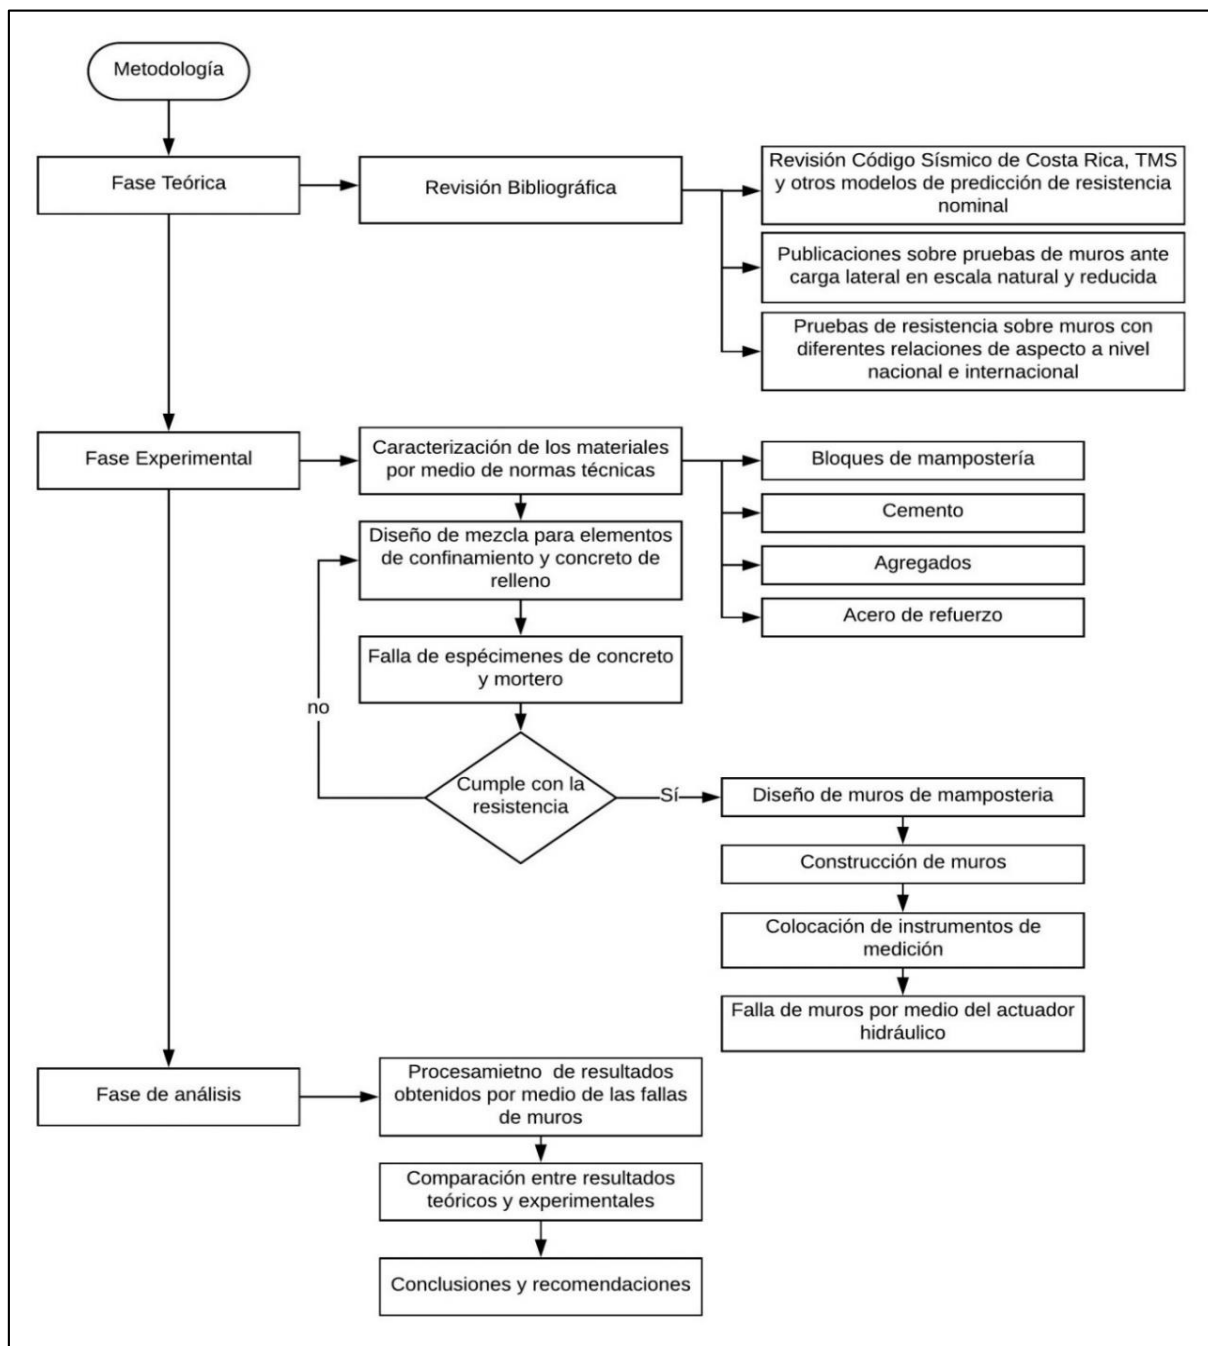 Metodología
Fase Teórica
Revisión Bibliográfica
Revisión Código Sísmico de Costa Rica, TMS
y otros modelos de predicción de resistencia
nominal
Publicaciones sobre pruebas de muros ante
carga lateral en escala natural y reducida
Pruebas de resistencia sobre muros con
diferentes relaciones de aspecto a nivel
nacional e internacional
Fase Experimental
Caracterización de los materiales
por medio de normas técnicas
Bloques de mampostería
Cemento
Agregados
Acero de refuerzo
Diseño de mezcla para elementos
de confinamiento y concreto de
relleno
Falla de espécimenes de concreto
y mortero
no
Cumple con la
resistencia
Sí
Diseño de muros de mamposteria
Construcción de muros
Colocación de instrumentos de
medición
Falla de muros por medio del actuador
hidráulico
Fase de análisis
Procesamietno de resultados
obtenidos por medio de las fallas
de muros
Comparación entre resultados
teóricos y experimentales
Conclusiones y recomendaciones